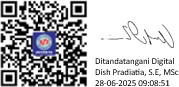 Ditandatangani Digital
Dish Pradiatia, S.E, MSc
28-06-2025 09:08:51